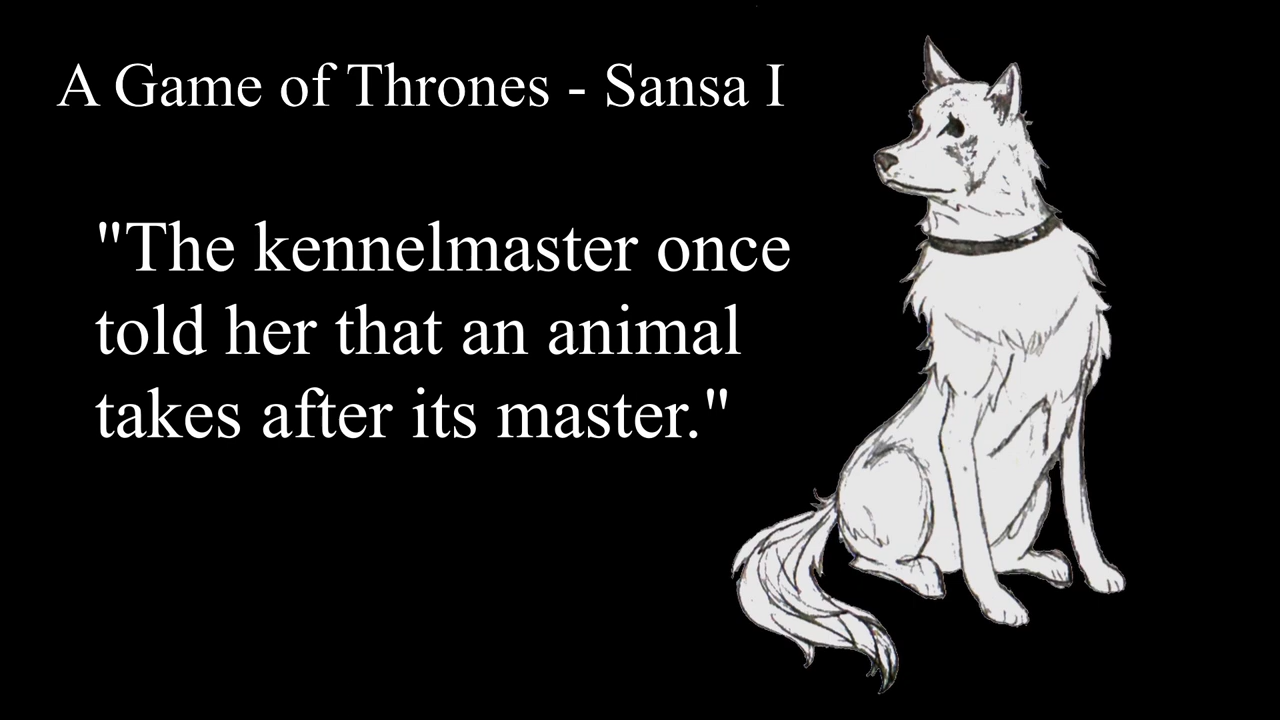 A Game of Thrones - Sansa I
"The kennelmaster once
told her that an animal
takes after its master."